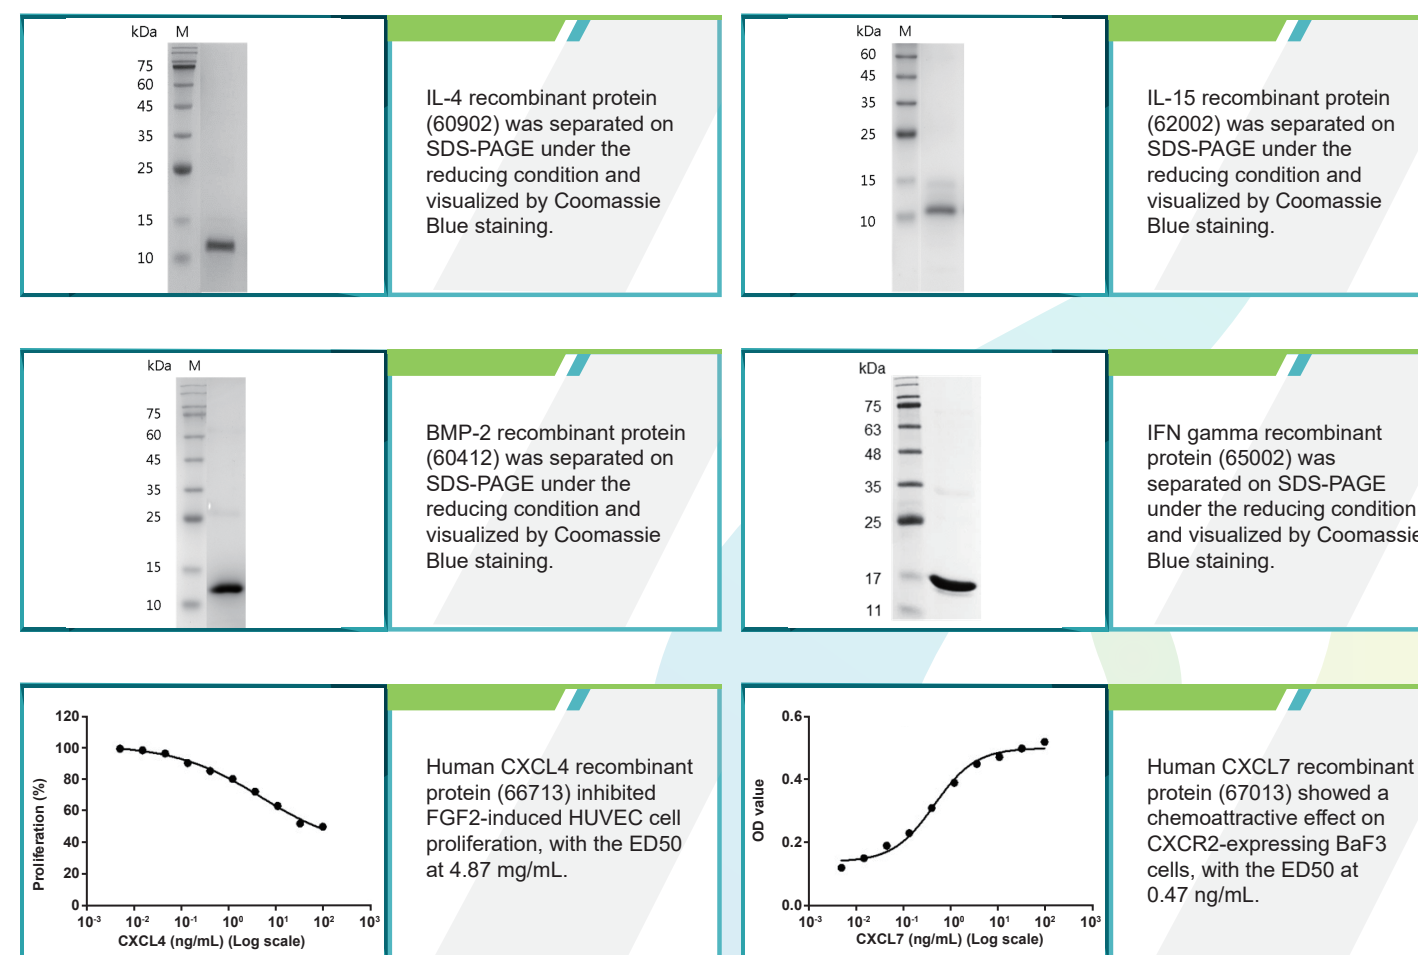 kDa M
75
60
45
35
25
15
10
IL-4 recombinant protein
(60902) was separated on
SDS-PAGE under the
reducing condition and
visualized by Coomassie
Blue staining.
kDa M
60
45
35
25
15
10
IL-15 recombinant protein
(62002) was separated on
SDS-PAGE under the
reducing condition and
visualized by Coomassie
Blue staining.
kDa M
75
60
45
35
25
15
10
BMP-2 recombinant protein
(60412) was separated on
SDS-PAGE under the
reducing condition and
visualized by Coomassie
Blue staining.
kDa
75
63
48
35
25
17
11
IFN gamma recombinant
protein (65002) was
separated on SDS-PAGE
under the reducing condition
and visualized by Coomassie
Blue staining.
120
100
80
60
40
20
0
Proliferation (%)
10-3 10-2 10-1 100 101 102 103
CXCL4 (ng/mL) (Log scale)
Human CXCL4 recombinant
protein (66713) inhibited
FGF2-induced HUVEC cell
proliferation, with the ED50
at 4.87 mg/mL.
0.6
0.4
0.2
0.0
OD value
10-3 10-2 10-1 100 101 102 103
CXCL7 (ng/mL) (Log scale)
Human CXCL7 recombinant
protein (67013) showed a
chemoattractive effect on
CXCR2-expressing BaF3
cells, with the ED50 at
0.47 ng/mL.